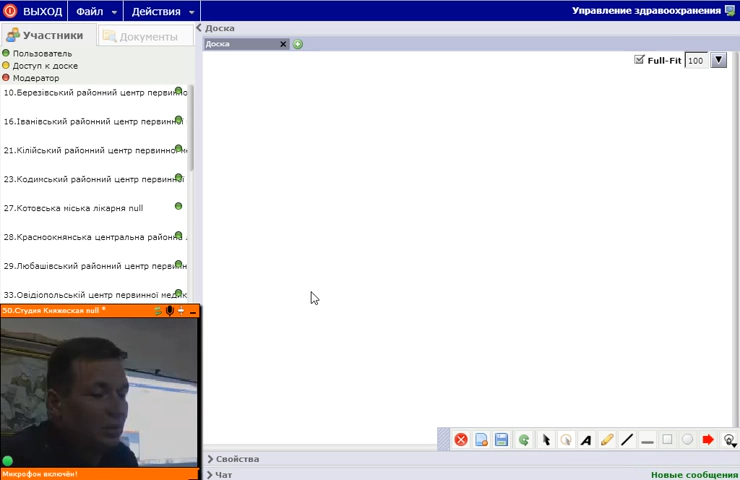 ВЫХОД Файл Действия Управление здравоохранения
Участники Документы
Пользователь
Доступ к доске
Модератор
10.Березівський районний центр первинно
16.Іванівський районний центр первинної
21.Кілійський районний центр первинної м
23.Кодимський районний центр первинної
27.Котовська міська лікарня null
28.Красноокнянська центральна районна
29.Любашівський районний центр первинн
33.Овідіопольській центр первинної медик
50.Студия Княжеская null *
Микрофон включён!
Доска
Доска
Full-Fit 100
Свойства
Чат Новые сообщения